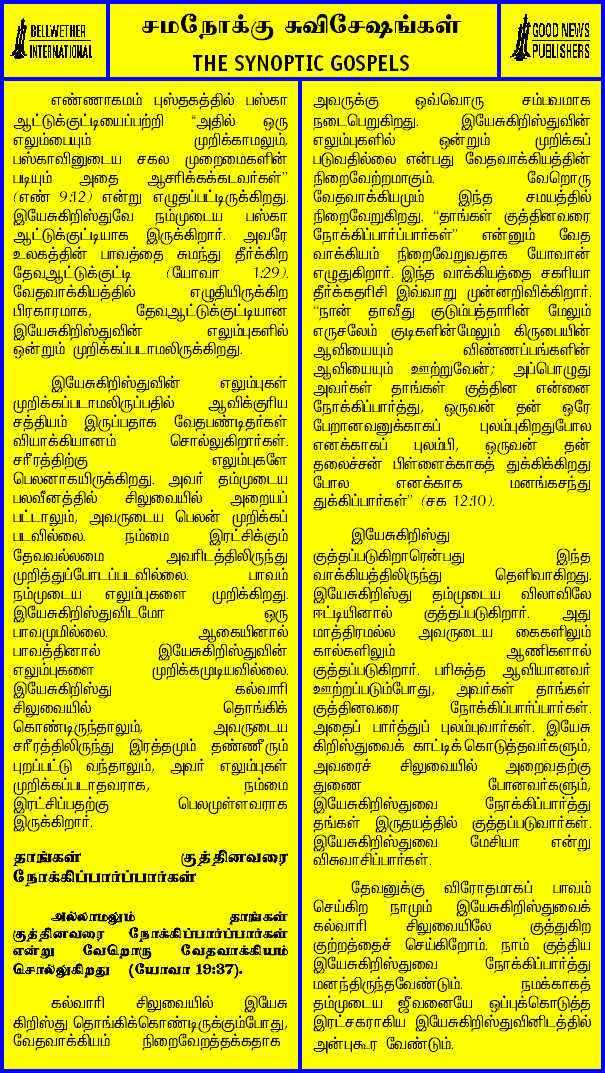 BELLWETHER
INTERNATIONAL
சமநோக்கு சுவிசேஷங்கள்
THE SYNOPTIC GOSPELS
GOOD NEWS
PUBLISHERS
எண்ணாகமம் புஸ்தகத்தில் பஸ்கா
ஆட்டுக்குட்டியைப்பற்றி “அதில் ஒரு
எலும்பையும் முறிக்காமலும்,
பஸ்காவினுடைய சகல முறைமைகளின்
படியும் அதை ஆசரிக்கக்கடவர்கள்”
(எண் 9:12) என்று எழுதப்பட்டிருக்கிறது.
இயேசுகிறிஸ்துவே நம்முடைய பஸ்கா
ஆட்டுக்குட்டியாக இருக்கிறார். அவரே
உலகத்தின் பாவத்தை சுமந்து தீர்க்கிற
தேவஆட்டுக்குட்டி (யோவா 1:29).
வேதவாக்கியத்தில் எழுதியிருக்கிற
பிரகாரமாக, தேவஆட்டுக்குட்டியான
இயேசுகிறிஸ்துவின் எலும்புகளில்
ஒன்றும் முறிக்கப்படாமலிருக்கிறது.
இயேசுகிறிஸ்துவின் எலும்புகள்
முறிக்கப்படாமலிருப்பதில் ஆவிக்குரிய
சத்தியம் இருப்பதாக வேதபண்டிதர்கள்
வியாக்கியானம் சொல்லுகிறார்கள்.
சரீரத்திற்கு எலும்புகளே
பெலனாகயிருக்கிறது. அவர் தம்முடைய
பலவீனத்தில் சிலுவையில் அறையப்
பட்டாலும், அவருடைய பெலன் முறிக்கப்
படவில்லை. நம்மை இரட்சிக்கும்
தேவவல்லமை அவரிடத்திலிருந்து
முறித்துப்போடப்படவில்லை. பாவம்
நம்முடைய எலும்புகளை முறிக்கிறது.
இயேசுகிறிஸ்துவிடமோ ஒரு
பாவமுமில்லை. ஆகையினால்
பாவத்தினால் இயேசுகிறிஸ்துவின்
எலும்புகளை முறிக்கமுடியவில்லை.
இயேசுகிறிஸ்து கல்வாரி
சிலுவையில் தொங்கிக்
கொண்டிருந்தாலும், அவருடைய
சரீரத்திலிருந்து இரத்தமும் தண்ணீரும்
புறப்பட்டு வந்தாலும், அவர் எலும்புகள்
முறிக்கப்படாதவராக, நம்மை
இரட்சிப்பதற்கு பெலமுள்ளவராக
இருக்கிறார்.
தாங்கள் குத்தினவரை
நோக்கிப்பார்ப்பார்கள்
அல்லாமலும் தாங்கள்
குத்தினவரை நோக்கிப்பார்ப்பார்கள்
என்று வேறொரு வேதவாக்கியம்
சொல்லுகிறது (யோவா 19:37).
கல்வாரி சிலுவையில் இயேசு
கிறிஸ்து தொங்கிக்கொண்டிருக்கும்போது,
வேதவாக்கியம் நிறைவேறத்தக்கதாக
அவருக்கு ஒவ்வொரு சம்பவமாக
நடைபெறுகிறது. இயேசுகிறிஸ்துவின்
எலும்புகளில் ஒன்றும் முறிக்கப்
படுவதில்லை என்பது வேதவாக்கியத்தின்
நிறைவேற்றமாகும். வேறொரு
வேதவாக்கியமும் இந்த சமயத்தில்
நிறைவேறுகிறது. “தாங்கள் குத்தினவரை
நோக்கிப்பார்ப்பார்கள்” என்னும் வேத
வாக்கியம் நிறைவேறுவதாக யோவான்
எழுதுகிறார். இந்த வாக்கியத்தை சகரியா
தீர்க்கதரிசி இவ்வாறு முன்னறிவிக்கிறார்.
“நான் தாவீது குடும்பத்தாரின் மேலும்
எருசலேம் குடிகளின்மேலும் கிருபையின்
ஆவியையும் விண்ணப்பங்களின்
ஆவியையும் ஊற்றுவேன்; அப்பொழுது
அவர்கள் தாங்கள் குத்தின என்னை
நோக்கிப்பார்த்து, ஒருவன் தன் ஒரே
பேறானவனுக்காகப் புலம்புகிறதுபோல
எனக்காகப் புலம்பி, ஒருவன் தன்
தலைச்சன் பிள்ளைக்காகத் துக்கிக்கிறது
போல எனக்காக மனங்கசந்து
துக்கிப்பார்கள்” (சக 12:10).
இயேசுகிறிஸ்து
குத்தப்படுகிறாரென்பது இந்த
வாக்கியத்திலிருந்து தெளிவாகிறது.
இயேசுகிறிஸ்து தம்முடைய விலாவிலே
ஈட்டியினால் குத்தப்படுகிறார். அது
மாத்திரமல்ல அவருடைய கைகளிலும்
கால்களிலும் ஆணிகளால்
குத்தப்படுகிறார். பரிசுத்த ஆவியானவர்
ஊற்றப்படும்போது, அவர்கள் தாங்கள்
குத்தினவரை நோக்கிப்பார்ப்பார்கள்.
அதைப் பார்த்துப் புலம்புவார்கள். இயேசு
கிறிஸ்துவைக் காட்டிக் கொடுத்தவர்களும்,
அவரைச் சிலுவையில் அறைவதற்கு
துணை போனவர்களும்,
இயேசுகிறிஸ்துவை நோக்கிப்பார்த்து
தங்கள் இருதயத்தில் குத்தப்படுவார்கள்.
இயேசுகிறிஸ்துவை மேசியா என்று
விசுவாசிப்பார்கள்.
தேவனுக்கு விரோதமாகப் பாவம்
செய்கிற நாமும் இயேசுகிறிஸ்துவைக்
கல்வாரி சிலுவையிலே குத்துகிற
குற்றத்தைச் செய்கிறோம். நாம் குத்திய
இயேசுகிறிஸ்துவை நோக்கிப்பார்த்து
மனந்திருந்தவேண்டும். நமக்காகத்
தம்முடைய ஜீவனையே ஒப்புக்கொடுத்த
இரட்சகராகிய இயேசுகிறிஸ்துவினிடத்தில்
அன்புகூர வேண்டும்.